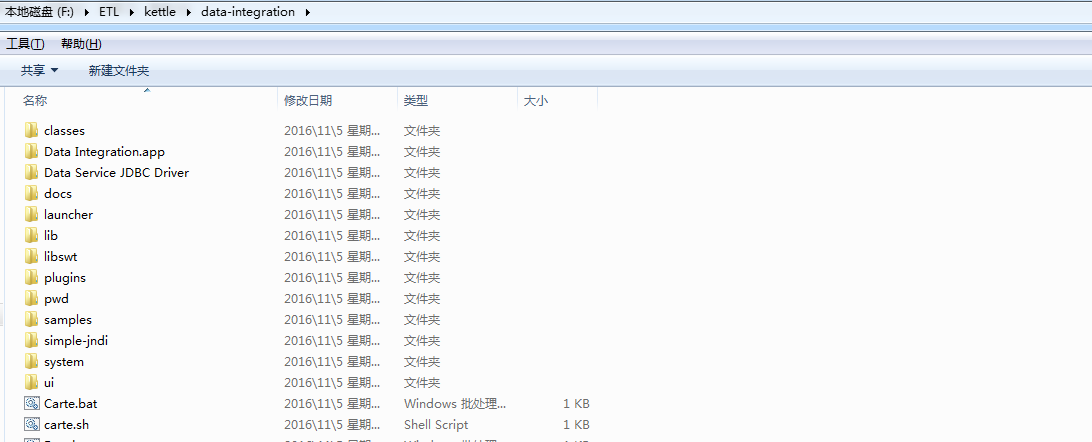 本地磁盘 (F:) ▸ ETL ▸ kettle ▸ data-integration ▸
工具(T) 帮助(H)
共享 新建文件夹
名称 修改日期 类型 大小
classes 2016\11\5 星期... 文件夹
Data Integration.app 2016\11\5 星期... 文件夹
Data Service JDBC Driver 2016\11\5 星期... 文件夹
docs 2016\11\5 星期... 文件夹
launcher 2016\11\5 星期... 文件夹
lib 2016\11\5 星期... 文件夹
libswt 2016\11\5 星期... 文件夹
plugins 2016\11\5 星期... 文件夹
pwd 2016\11\5 星期... 文件夹
samples 2016\11\5 星期... 文件夹
simple-jndi 2016\11\5 星期... 文件夹
system 2016\11\5 星期... 文件夹
ui 2016\11\5 星期... 文件夹
Carte.bat 2016\11\5 星期... Windows 批处理... 1 KB
carte.sh 2016\11\5 星期... Shell Script 1 KB